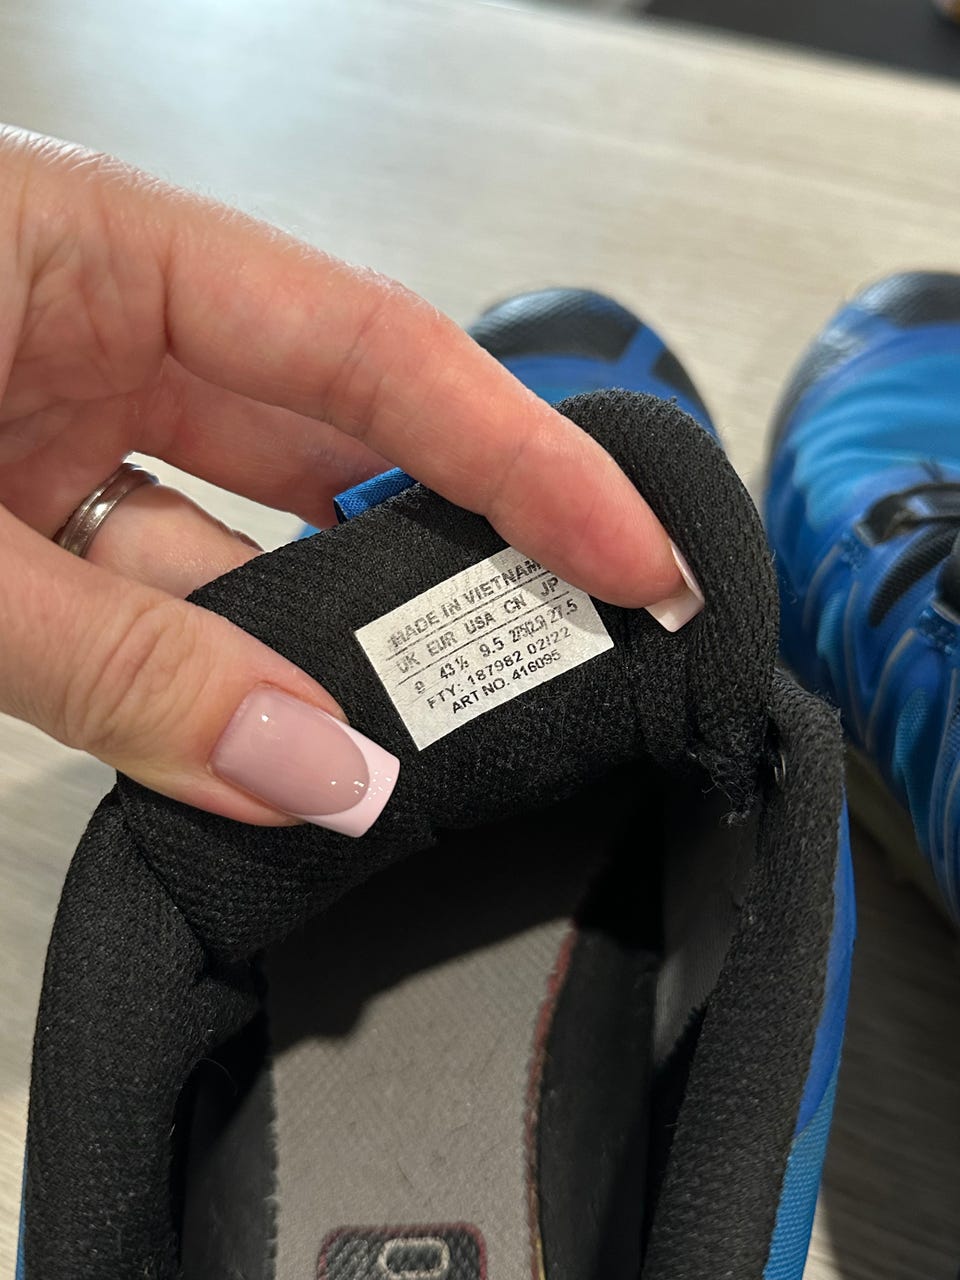 MADE IN VIETNAM
UK EUR USA CN JP
9 43⅓ 9.5 275(2.5) 27.5
FTY: 187982 02/22
ART NO. 416095